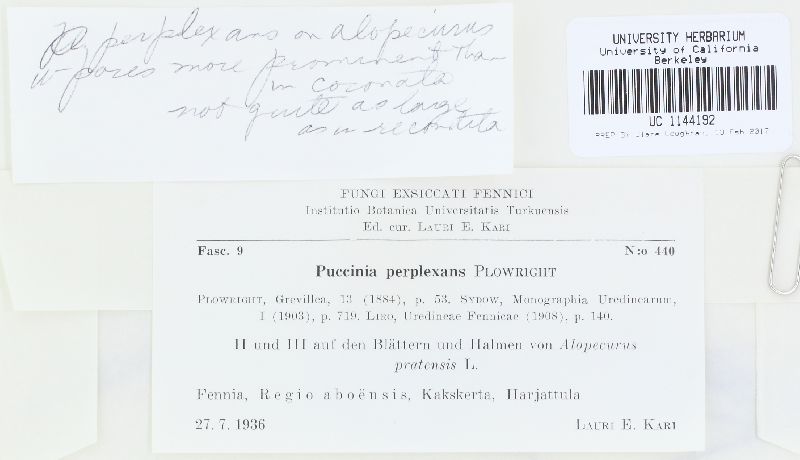 perplexans on alopecurus
pores more prominent than
in coronata
not quite as large
as in recondita
UNIVERSITY HERBARIUM
University of California
Berkeley
UC 1144192
FUNGI EXSICCATI FENNICI
Institutio Botanica Universitatis Turkuensis
Ed. cur. LAURI E. KARI
Fasc. 9 N:o 440
Puccinia perplexans PLOWRIGHT
PLOWRIGHT, Grevillea, 13 (1884), p. 53. SYDOW, Monographia Uredinearum,
I (1903), p. 719. LIRO, Uredineae Fennicae (1908), p. 140.
II und III auf den Blättern und Halmen von Alopecurus
pratensis L.
Fennia, Regio aboënsis, Kakskerta, Harjattula
27. 7. 1936 LAURI E. KARI